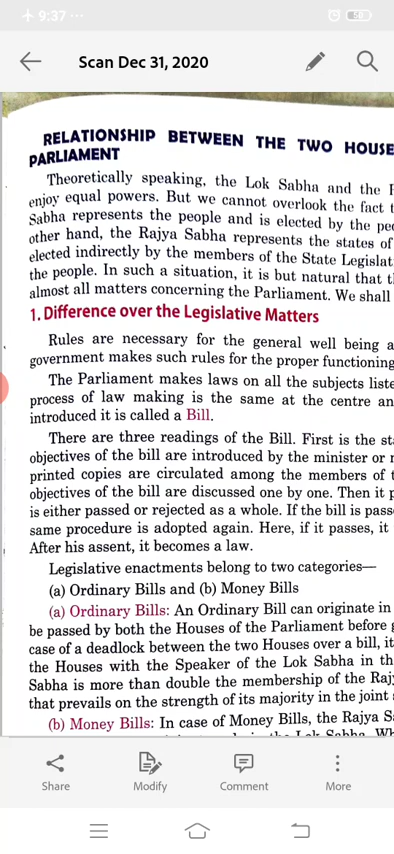 9:37 ...
56
Scan Dec 31, 2020
RELATIONSHIP BETWEEN THE TWO HOUSE
PARLIAMENT
Theoretically speaking, the Lok Sabha and the
enjoy equal powers. But we cannot overlook the fact t
Sabha represents the people and is elected by the peo
other hand, the Rajya Sabha represents the states of
elected indirectly by the members of the State Legislat
the people. In such a situation, it is but natural that t
almost all matters concerning the Parliament. We shall
1. Difference over the Legislative Matters
Rules are necessary for the general well being a
government makes such rules for the proper functioning
The Parliament makes laws on all the subjects liste
process of law making is the same at the centre an
introduced it is called a Bill.
There are three readings of the Bill. First is the sta
objectives of the bill are introduced by the minister or
printed copies are circulated among the members of t
objectives of the bill are discussed one by one. Then it p
is either passed or rejected as a whole. If the bill is pass
same procedure is adopted again. Here, if it passes, it
After his assent, it becomes a law.
Legislative enactments belong to two categories—
(a) Ordinary Bills and (b) Money Bills
(a) Ordinary Bills: An Ordinary Bill can originate in
be passed by both the Houses of the Parliament before
case of a deadlock between the two Houses over a bill, it
the Houses with the Speaker of the Lok Sabha in th
Sabha is more than double the membership of the Raj
that prevails on the strength of its majority in the joint
(b) Money Bills: In case of Money Bills, the Rajya S
the Lok Sabha. Wh
Share
Modify
Comment
More